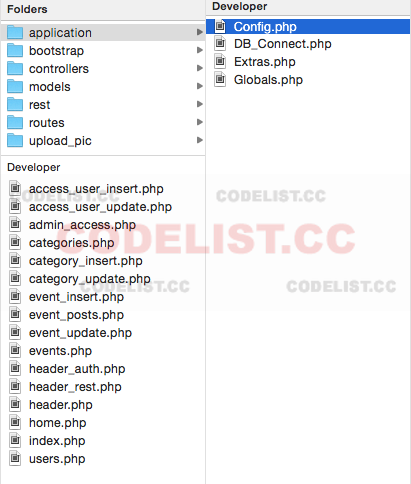 Folders
application
bootstrap
controllers
models
rest
routes
upload_pic
Developer
access_user_insert.php
access_user_update.php
admin_access.php
categories.php
category_insert.php
category_update.php
event_insert.php
event_posts.php
event_update.php
events.php
header_auth.php
header_rest.php
header.php
home.php
index.php
users.php
Developer
Config.php
DB_Connect.php
Extras.php
Globals.php
CODELIST.CC
CODELIST.CC
CODELIST.CC
CODELIST.CC
CODELIST.CC